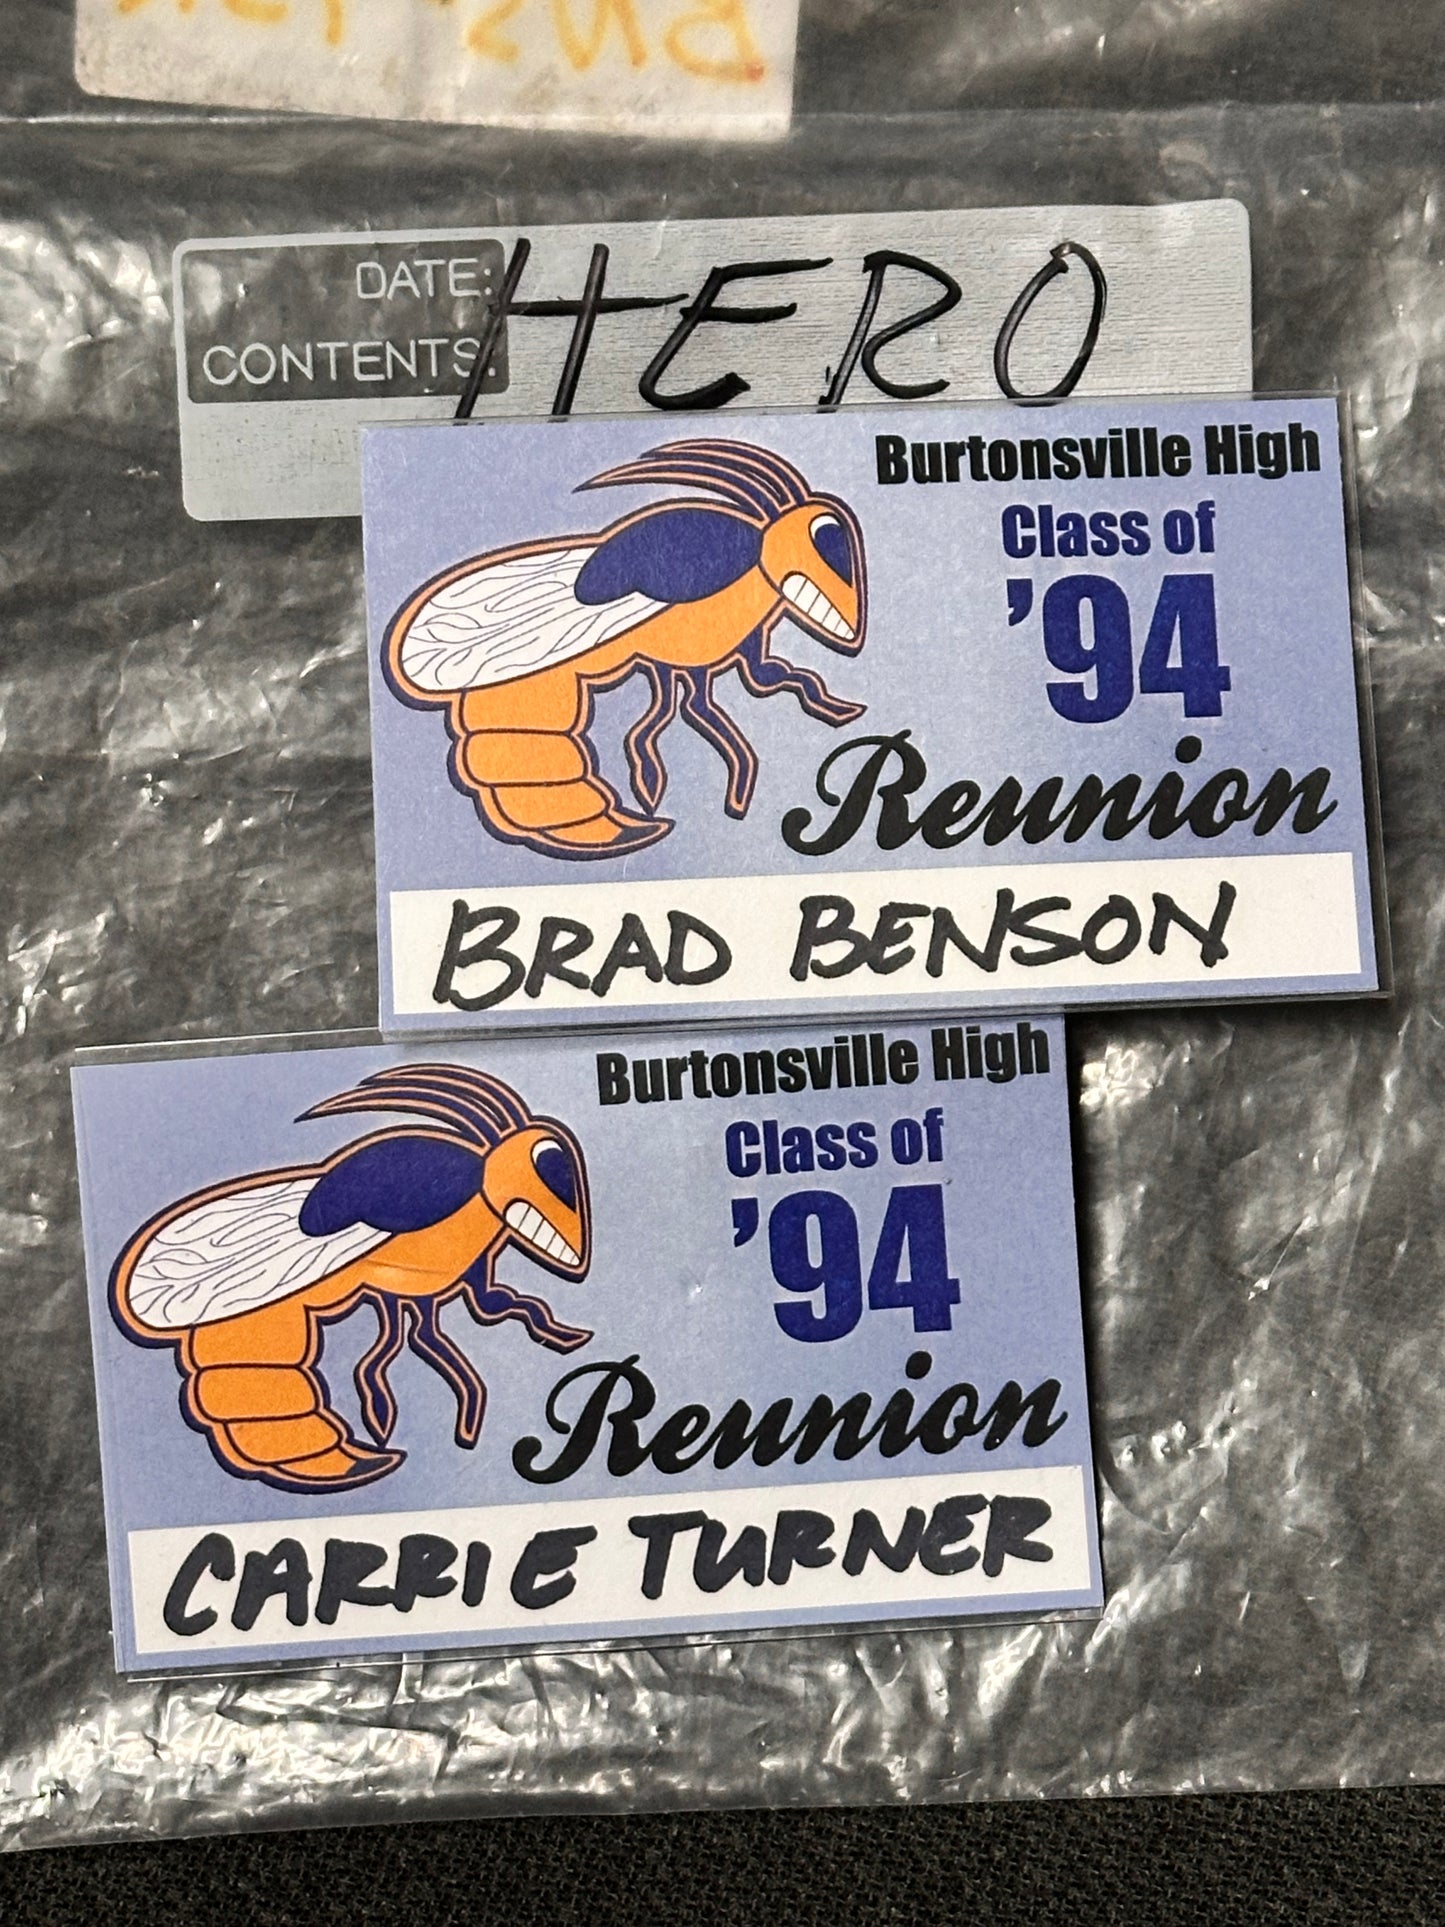 DATE:
CONTENTS:
HERO
Burtonsville High
Class of
'94
Reunion
BRAD BENSON
Burtonsville High
Class of
'94
Reunion
CARRIE TURNER